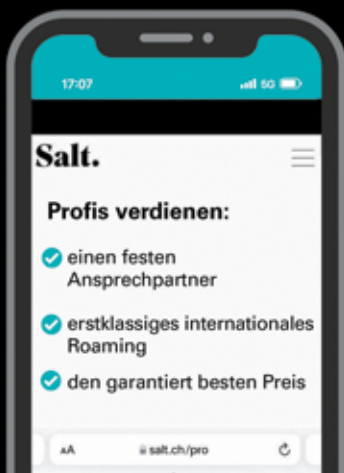 17:07 5G
Salt.
Profis verdienen:
einen festen
Ansprechpartner
erstklassiges internationales
Roaming
den garantiert besten Preis
AA salt.ch/pro